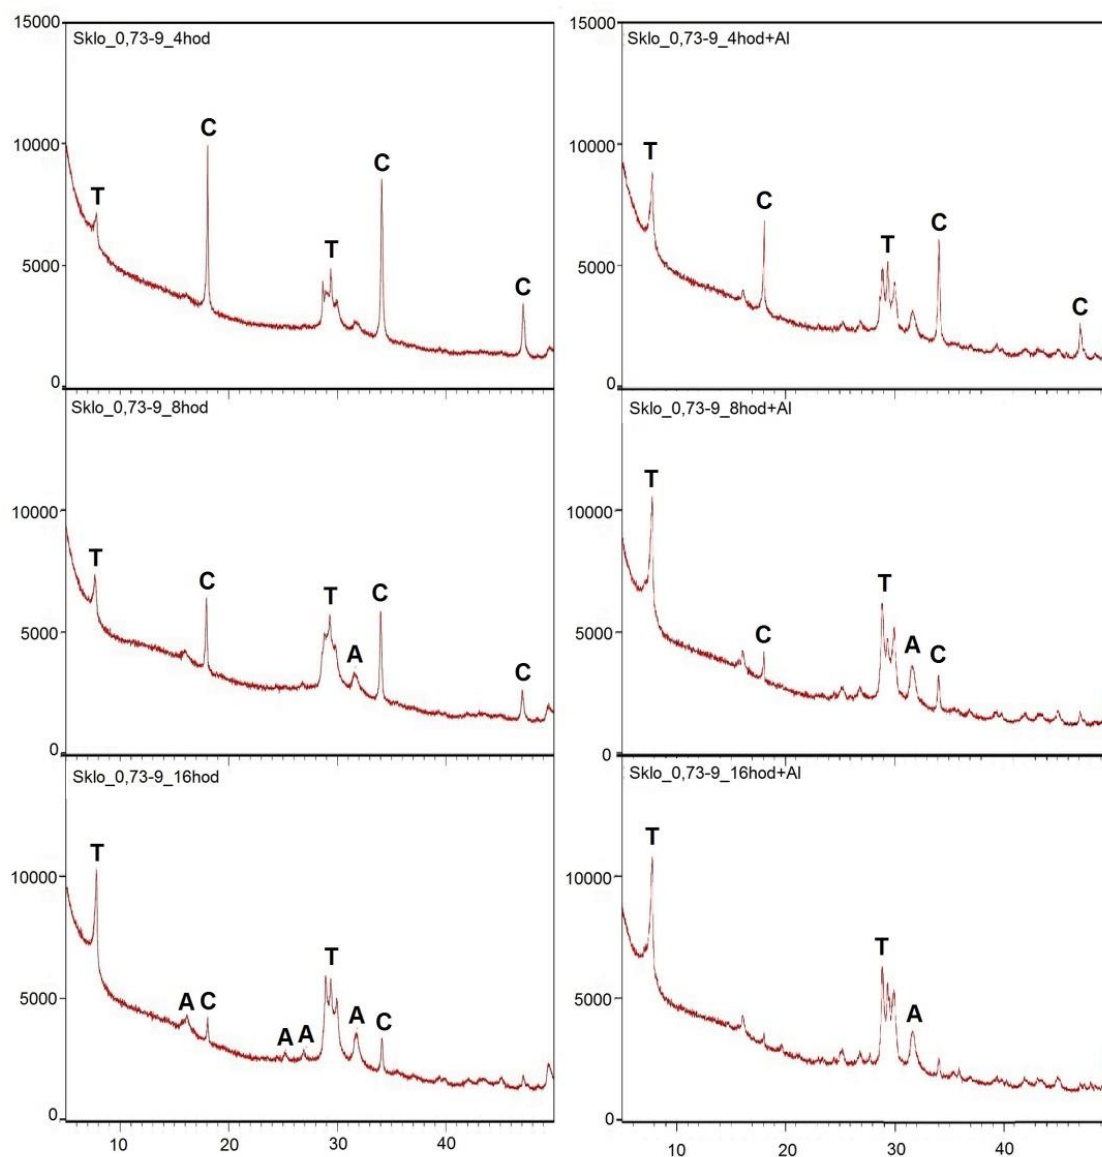 15000
Sklo_0,73-9_4hod
C
C
10000
T
T
5000
C
0
Sklo_0,73-9_8hod
10000
T
C
T
C
5000
A
C
0
Sklo_0,73-9_16hod
T
10000
T
A
C
A
A
A
C
5000
0
10
20
30
40
15000
Sklo_0,73-9_4hod+Al
T
10000
C
C
T
5000
C
0
Sklo_0,73-9_8hod+Al
T
10000
T
5000
C
A
C
0
Sklo_0,73-9_16hod+Al
T
10000
T
5000
A
0
10
20
30
40